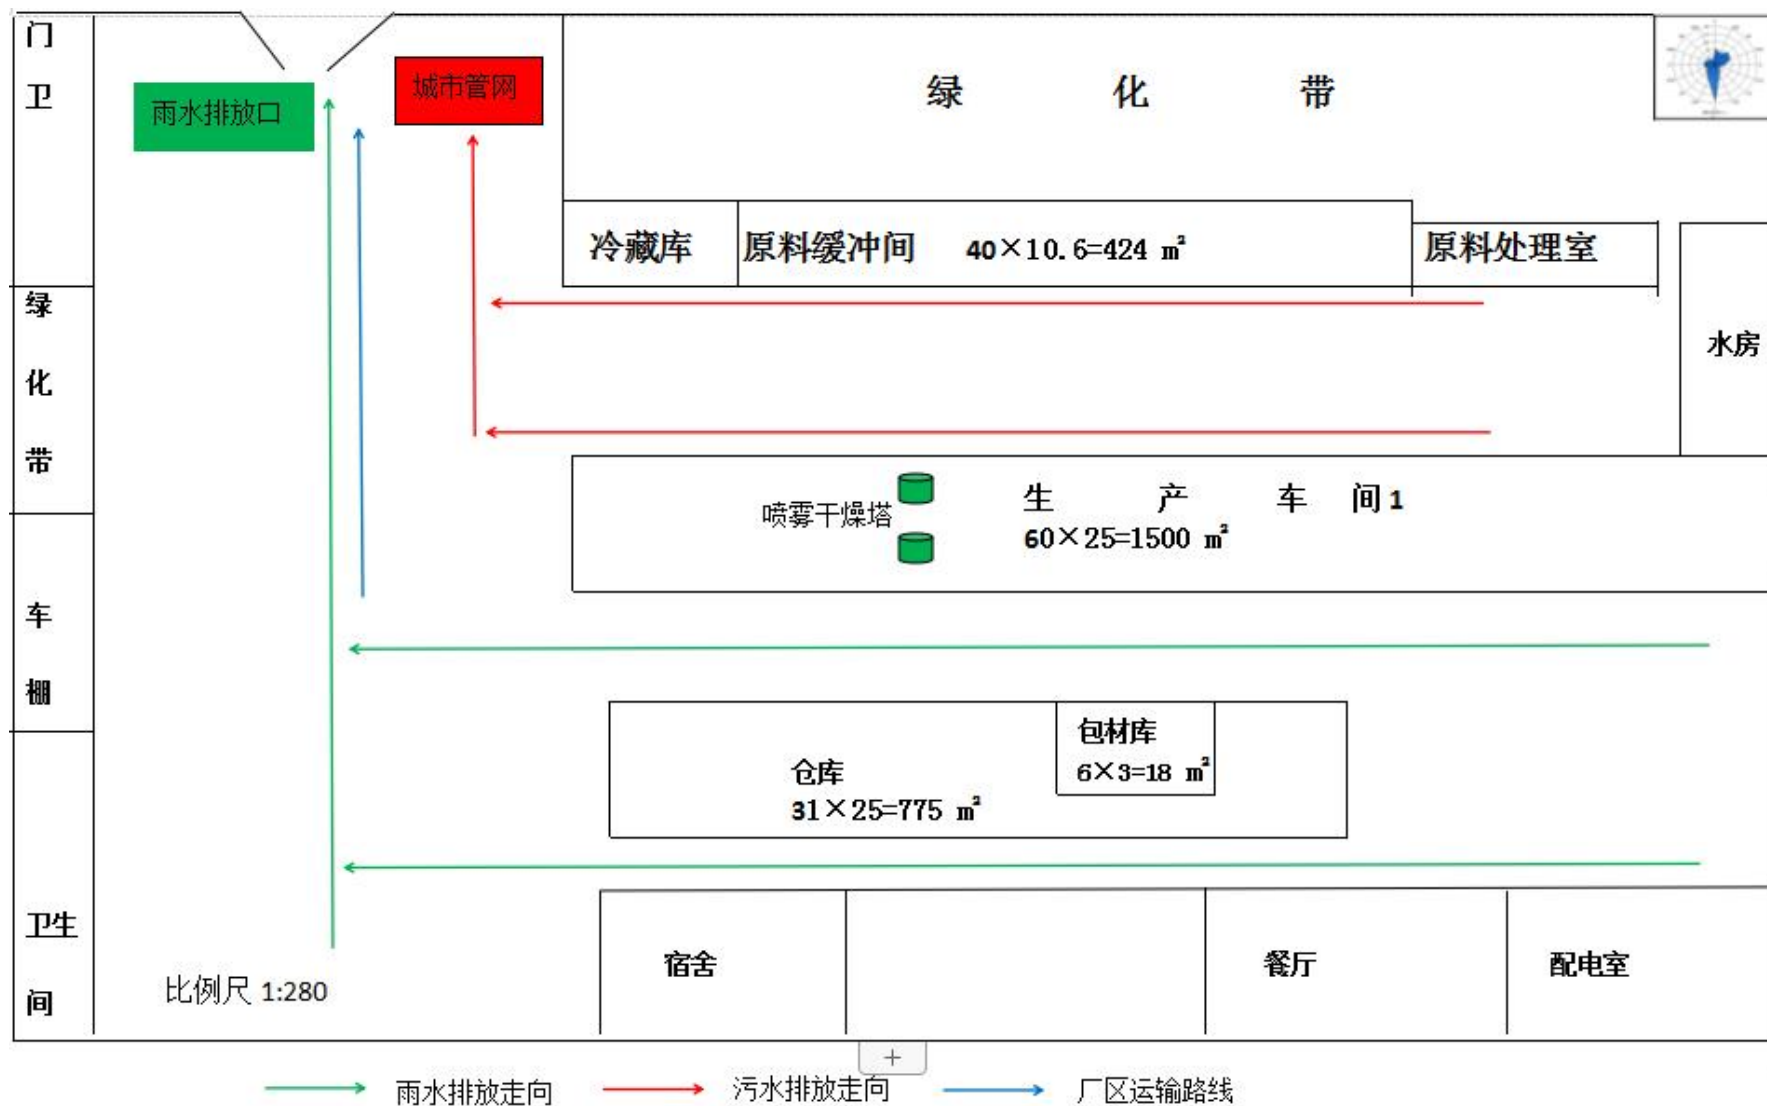 门
卫
雨水排放口
城市管网
绿 化 带
冷藏库
原料缓冲间 40×10.6=424 ㎡
原料处理室
水房
绿
化
带
喷雾干燥塔
生 产 车 间1
60×25=1500 ㎡
车
棚
包材库
6×3=18 ㎡
仓库
31×25=775 ㎡
卫生
间
宿舍
餐厅
配电室
比例尺 1:280
+
雨水排放走向
污水排放走向
厂区运输路线